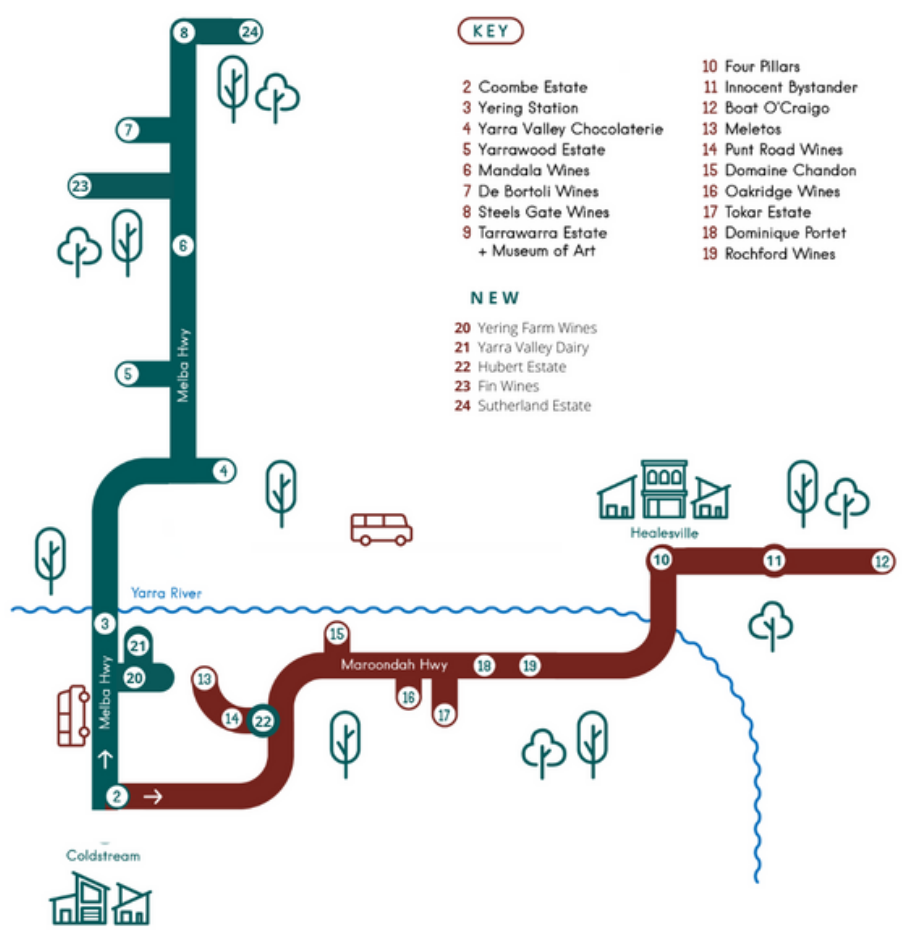 KEY
2 Coombe Estate
3 Yering Station
4 Yarra Valley Chocolaterie
5 Yarrawood Estate
6 Mandala Wines
7 De Bortoli Wines
8 Steels Gate Wines
9 Tarrawarra Estate
+ Museum of Art
10 Four Pillars
11 Innocent Bystander
12 Boat O'Craigo
13 Meletos
14 Punt Road Wines
15 Domaine Chandon
16 Oakridge Wines
17 Tokar Estate
18 Dominique Portet
19 Rochford Wines
NEW
20 Yering Farm Wines
21 Yarra Valley Dairy
22 Hubert Estate
23 Fin Wines
24 Sutherland Estate
8
24
7
23
6
Melba Hwy
5
4
Healesville
10
11
12
Yarra River
3
21
20
Melba Hwy
13
14
22
15
Maroondah Hwy
18
19
16
17
2
Coldstream